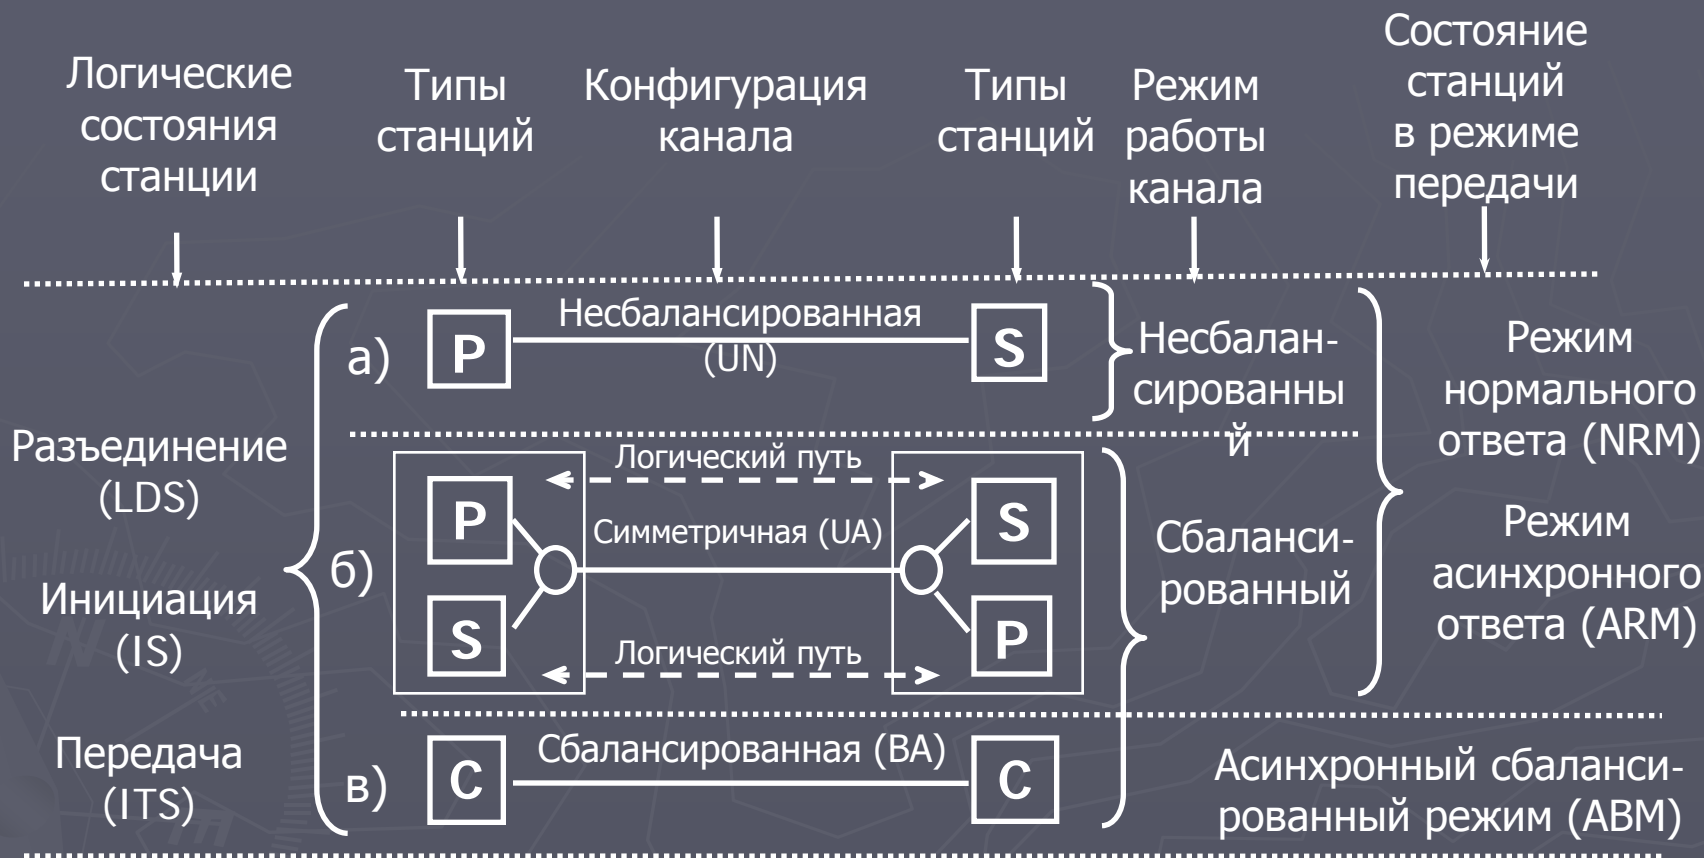 Логические
состояния
станции
Типы
станций
Конфигурация
канала
Типы
станций
Режим
работы
канала
Состояние
станций
в режиме
передачи
Разъединение
(LDS)
Инициация
(IS)
Передача
(ITS)
а)
P
Несбалансированная
(UN)
S
Несбалан-
сированны
й
б)
P
S
Логический путь
Симметричная (UA)
Логический путь
S
P
Сбаланси-
рованный
Режим
нормального
ответа (NRM)
Режим
асинхронного
ответа (ARM)
в)
C
Сбалансированная (BA)
C
Асинхронный сбаланси-
рованный режим (ABM)
N
NE
E